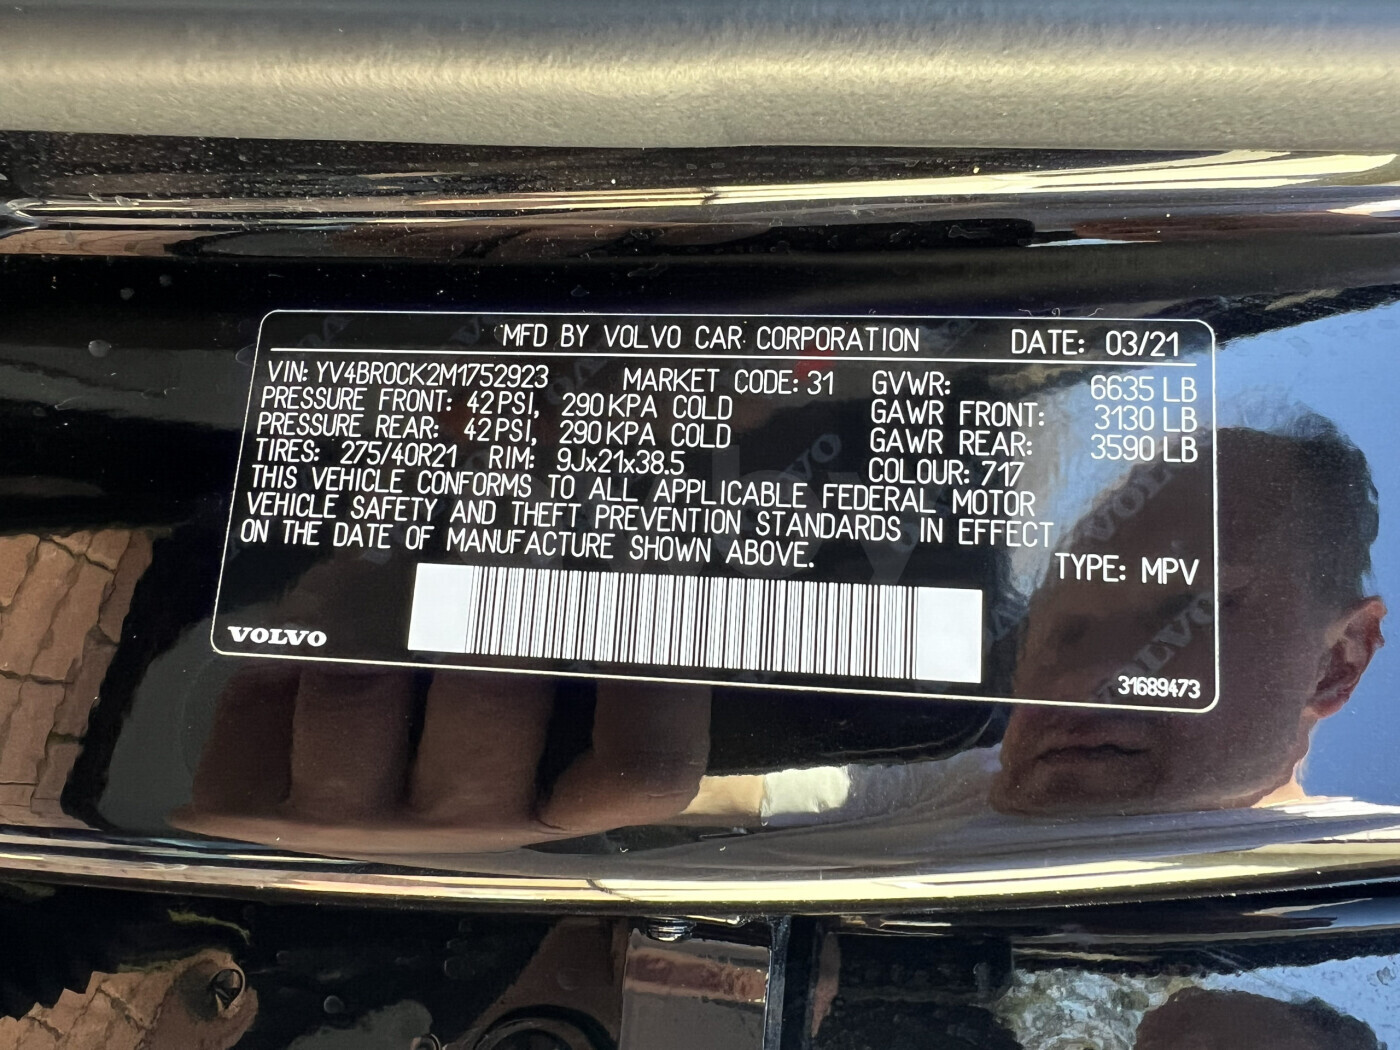 MFD BY VOLVO CAR CORPORATION DATE: 03/21
VIN: YV4BR0CK2M1752923 MARKET CODE: 31 GVWR: 6635 LB
PRESSURE FRONT: 42 PSI, 290 KPA COLD GAWR FRONT: 3130 LB
PRESSURE REAR: 42 PSI, 290 KPA COLD GAWR REAR: 3590 LB
TIRES: 275/40R21 RIM: 9Jx21x38.5 COLOUR: 717
THIS VEHICLE CONFORMS TO ALL APPLICABLE FEDERAL MOTOR
VEHICLE SAFETY AND THEFT PREVENTION STANDARDS IN EFFECT
ON THE DATE OF MANUFACTURE SHOWN ABOVE.
TYPE: MPV
VOLVO
31689473